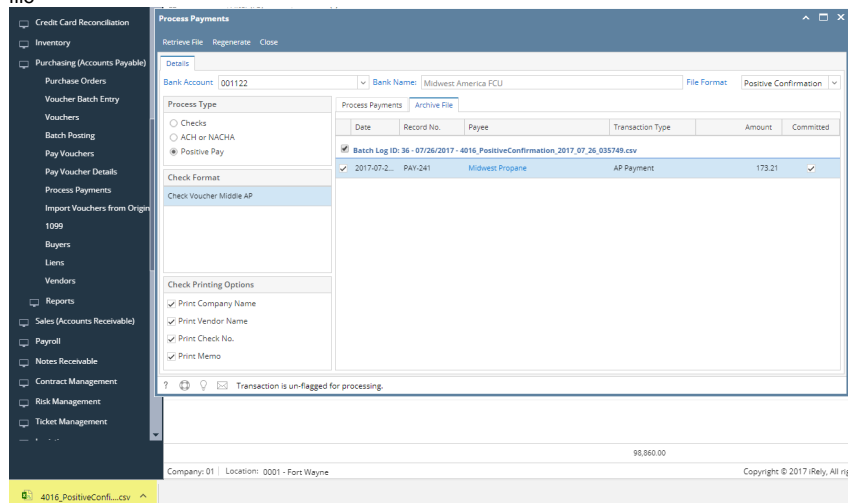 Credit Card Reconciliation
Inventory
Purchasing (Accounts Payable)
Purchase Orders
Voucher Batch Entry
Vouchers
Batch Posting
Pay Vouchers
Pay Voucher Details
Process Payments
Import Vouchers from Origin
1099
Buyers
Liens
Vendors
Reports
Sales (Accounts Receivable)
Payroll
Notes Receivable
Contract Management
Risk Management
Ticket Management
Process Payments
Retrieve File Regenerate Close
Details
Bank Account 001122 Bank Name: Midwest America FCU File Format Positive Confirmation
Process Type
Checks
ACH or NACHA
Positive Pay
Check Format
Check Voucher Middle AP
Check Printing Options
Print Company Name
Print Vendor Name
Print Check No.
Print Memo
Process Payments Archive File
Date Record No. Payee Transaction Type Amount Committed
Batch Log ID: 36 - 07/26/2017 - 4016_PositiveConfirmation_2017_07_26_035749.csv
2017-07-2... PAY-241 Midwest Propane AP Payment 173.21
? Transaction is un-flagged for processing.
98,860.00
Company: 01 Location: 0001 - Fort Wayne Copyright © 2017 iRely, All
4016_PositiveConfi....csv